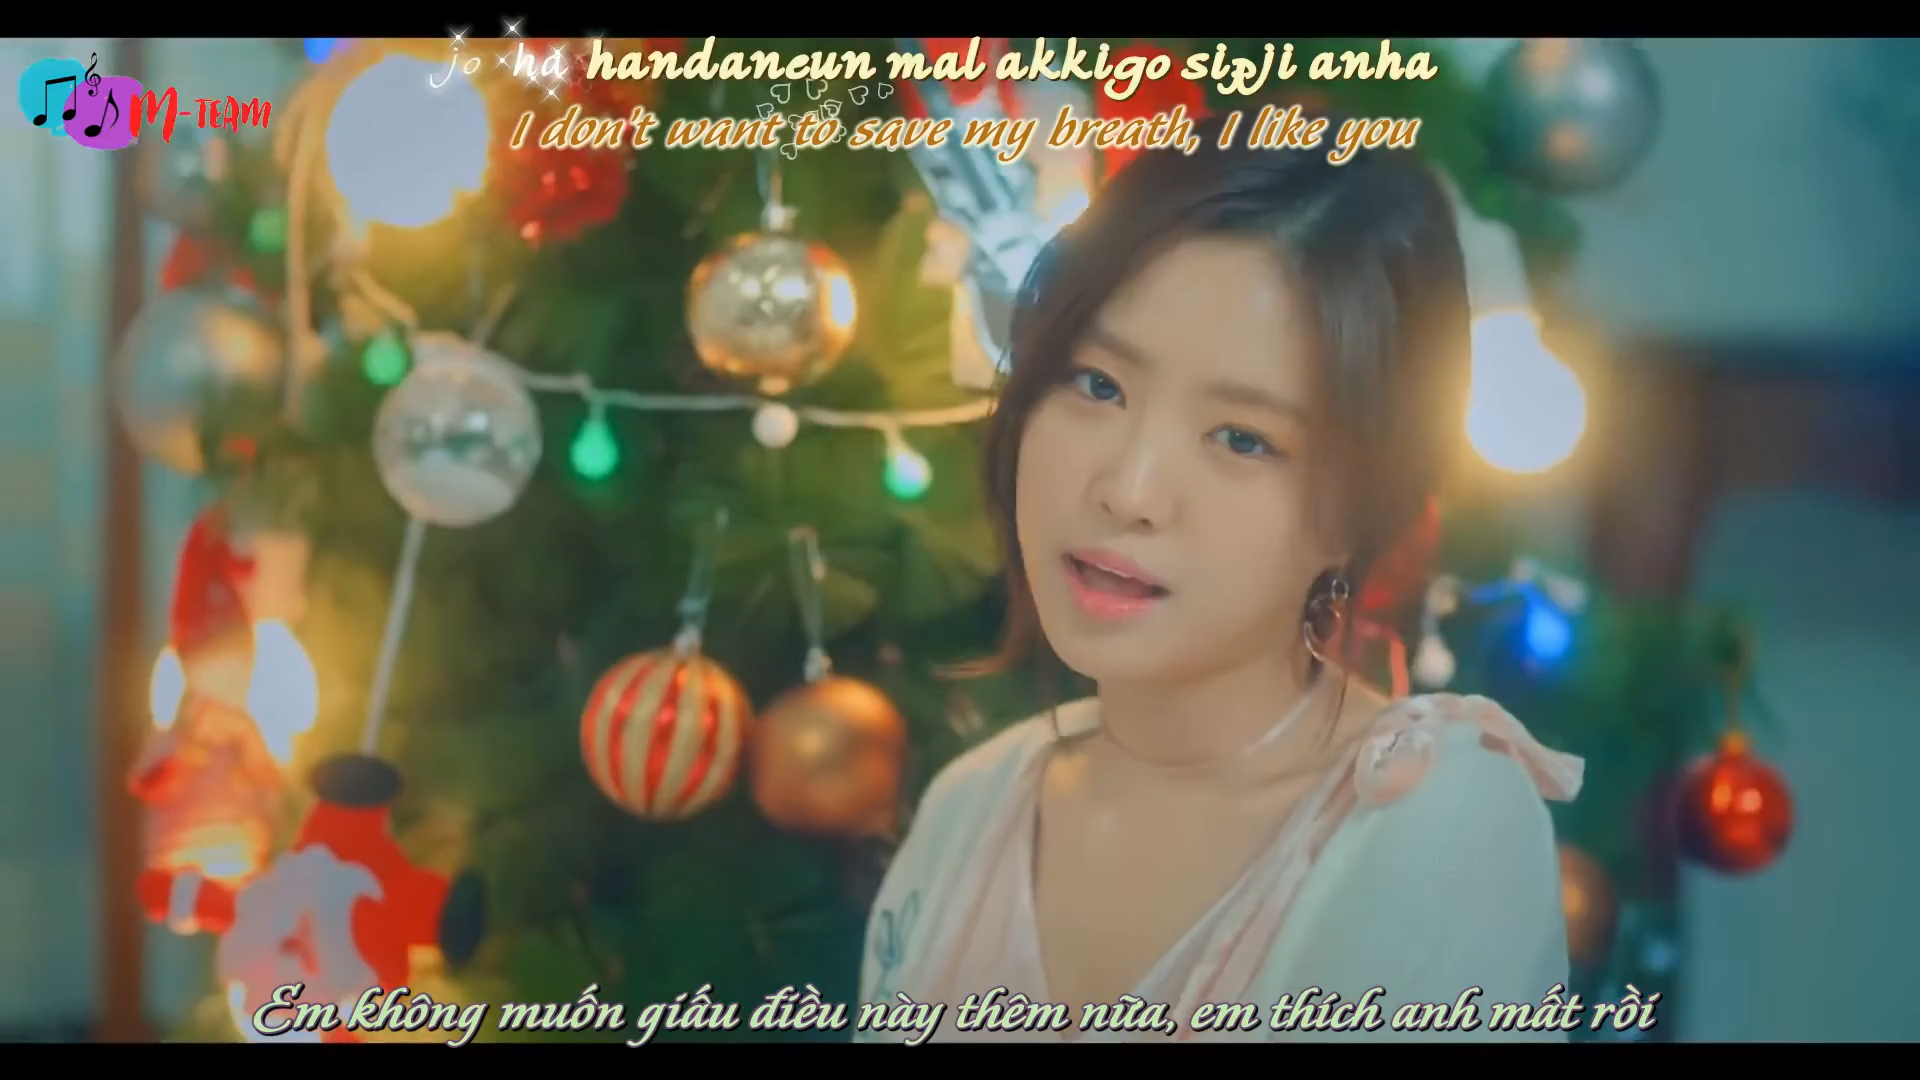 M-TEAM
jo ha handaneun mal akkigo sipji anha
I don't want to save my breath, I like you
Em không muốn giấu điều này thêm nữa, em thích anh mất rồi